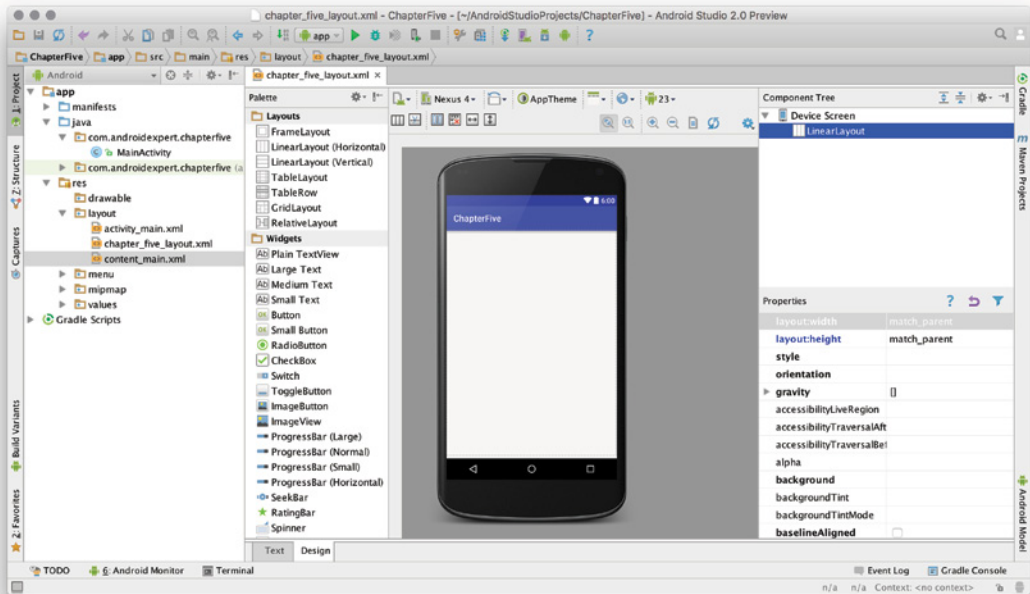 chapter_five_layout.xml - ChapterFive - [~/AndroidStudioProjects/ChapterFive] - Android Studio 2.0 Preview
app
ChapterFive app src main res layout chapter_five_layout.xml
1: Project
Z: Structure
Captures
Build Variants
2: Favorites
Android
app
manifests
java
com.androidexpert.chapterfive
MainActivity
com.androidexpert.chapterfive (a
res
drawable
layout
activity_main.xml
chapter_five_layout.xml
content_main.xml
menu
mipmap
values
Gradle Scripts
chapter_five_layout.xml
Palette
Layouts
FrameLayout
LinearLayout (Horizontal)
LinearLayout (Vertical)
TableLayout
TableRow
GridLayout
RelativeLayout
Widgets
Ab Plain TextView
Ab Large Text
Ab Medium Text
Ab Small Text
OK Button
OK Small Button
RadioButton
CheckBox
Switch
ToggleButton
ImageButton
ImageView
ProgressBar (Large)
ProgressBar (Normal)
ProgressBar (Small)
ProgressBar (Horizontal)
SeekBar
RatingBar
Spinner
Nexus 4 AppTheme 23
6:00
ChapterFive
Text Design
Component Tree
Device Screen
LinearLayout
Properties ?
layout:width match_parent
layout:height match_parent
style
orientation
gravity []
accessibilityLiveRegion
accessibilityTraversalAft
accessibilityTraversalBef
alpha
background
backgroundTint
backgroundTintMode
baselineAligned
Gradle
Maven Projects
Android Model
TODO 6: Android Monitor Terminal Event Log Gradle Console
n/a n/a Context: <no context>